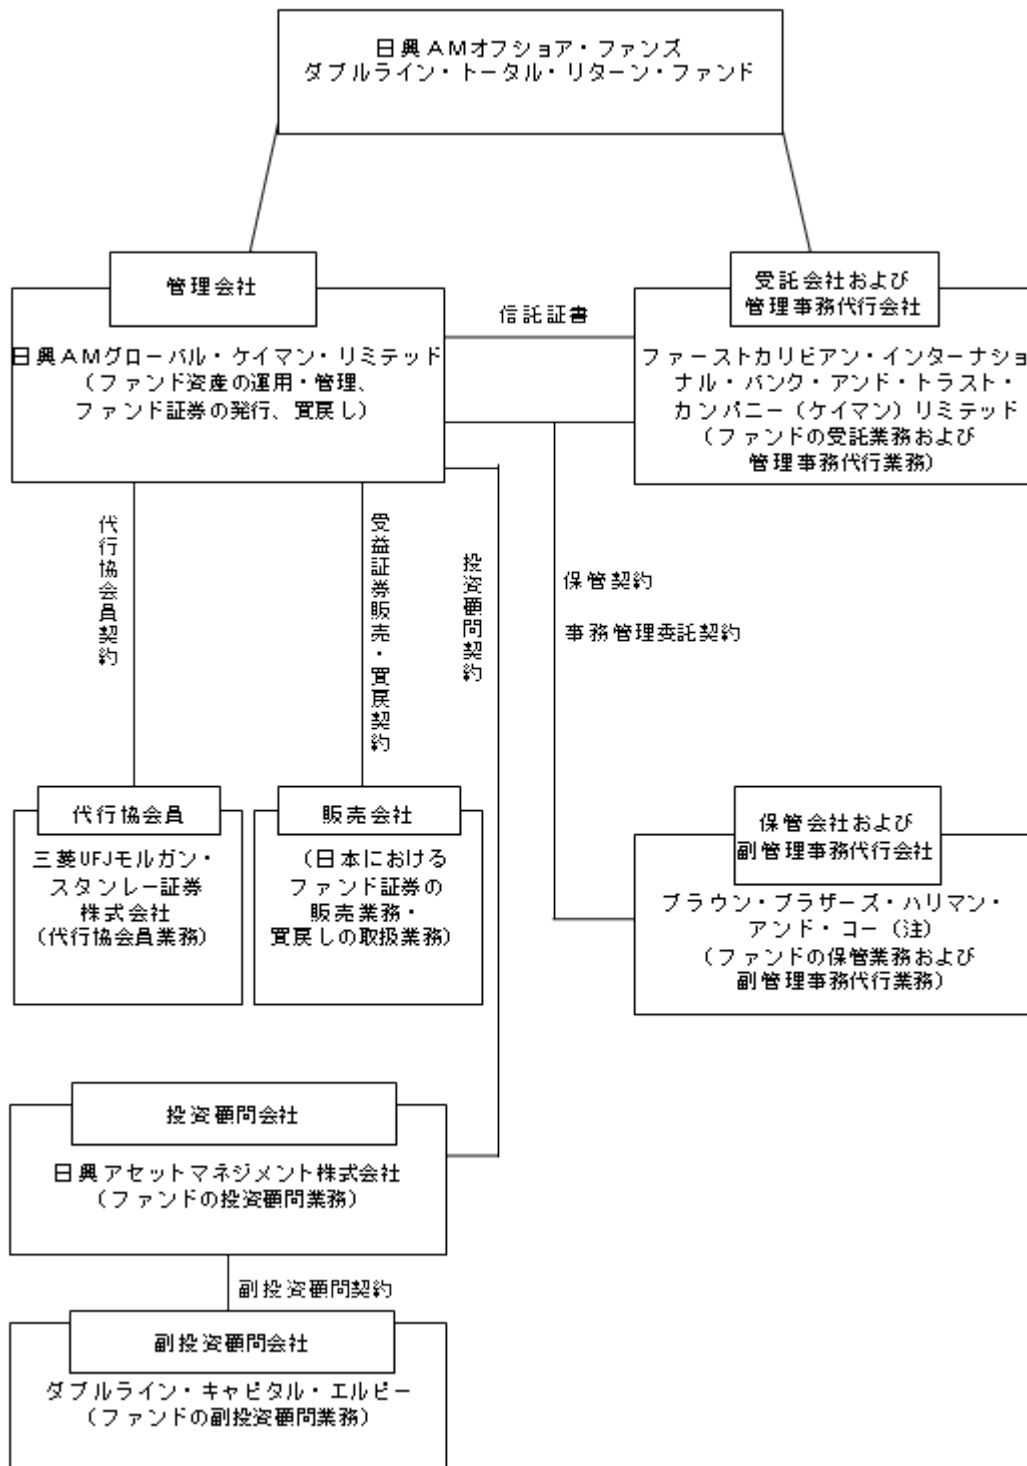 日興AMオフショア・ファンズ
ダブルライン・トータル・リターン・ファンド
管理会社
日興AMグローバル・ケイマン・リミテッド
(ファンド資産の運用・管理、
ファンド証券の発行、買戻し)
信託証書
受託会社および
管理事務代行会社
ファーストカリビアン・インターナショ
ナル・バンク・アンド・トラスト・
カンパニー(ケイマン)リミテッド
(ファンドの受託業務および
管理事務代行業務)
代行協会員契約
受益証券販売・買戻契約
投資顧問契約
保管契約
事務管理委託契約
代行協会員
三菱UFJモルガン・
スタンレー証券
株式会社
(代行協会員業務)
販売会社
(日本における
ファンド証券の
販売業務・
買戻しの取扱業務)
保管会社および
副管理事務代行会社
ブラウン・ブラザーズ・ハリマン・
アンド・コー(注)
(ファンドの保管業務および
副管理事務代行業務)
投資顧問会社
日興アセットマネジメント株式会社
(ファンドの投資顧問業務)
副投資顧問契約
副投資顧問会社
ダブルライン・キャピタル・エルピー
(ファンドの副投資顧問業務)